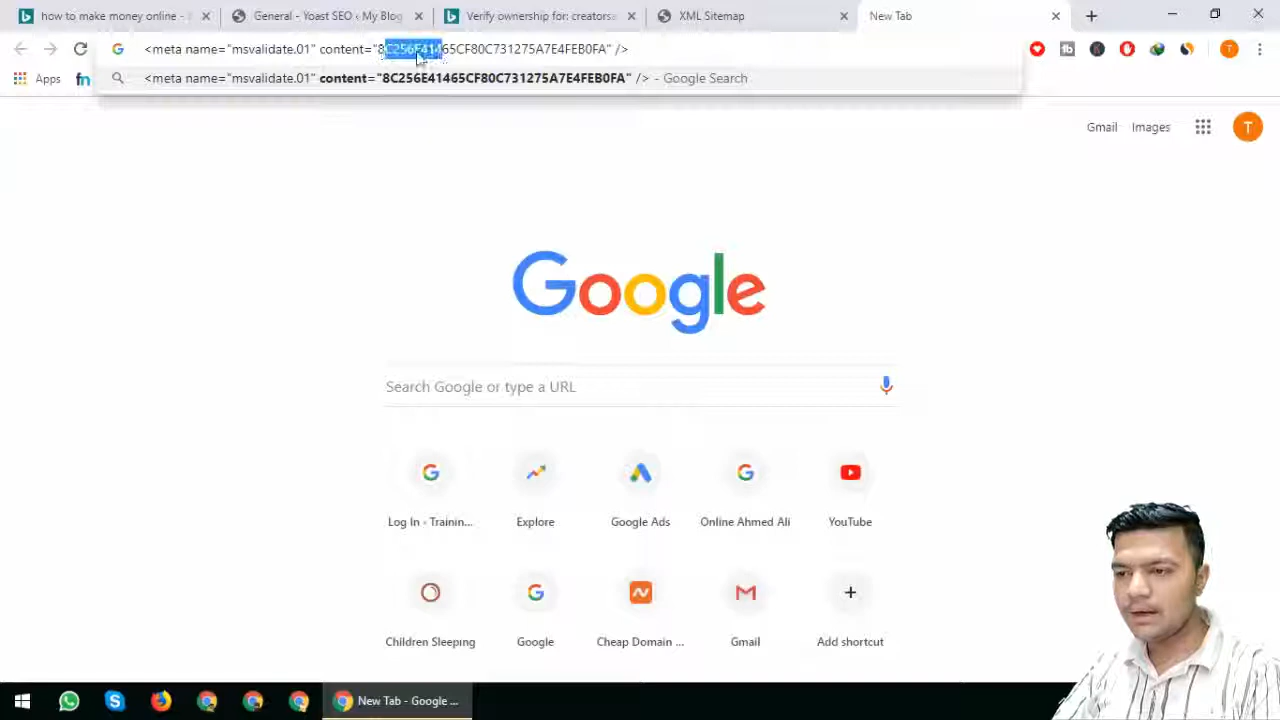 how to make money online -
General - Yoast SEO ‹ My Blog
Verify ownership for: creatorsa
XML Sitemap
New Tab
<meta name="msvalidate.01" content="8C256E41465CF80C731275A7E4FEB0FA" />
Apps
<meta name="msvalidate.01" content="8C256E41465CF80C731275A7E4FEB0FA" /> - Google Search
Gmail Images
T
Google
Search Google or type a URL
Log In ‹ Trainin...
Explore
Google Ads
Online Ahmed Ali
YouTube
Children Sleeping
Google
Cheap Domain ...
Gmail
Add shortcut
New Tab - Google ...